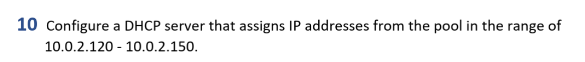 10 Configure a DHCP server that assigns IP addresses from the pool in the range of
10.0.2.120 - 10.0.2.150.